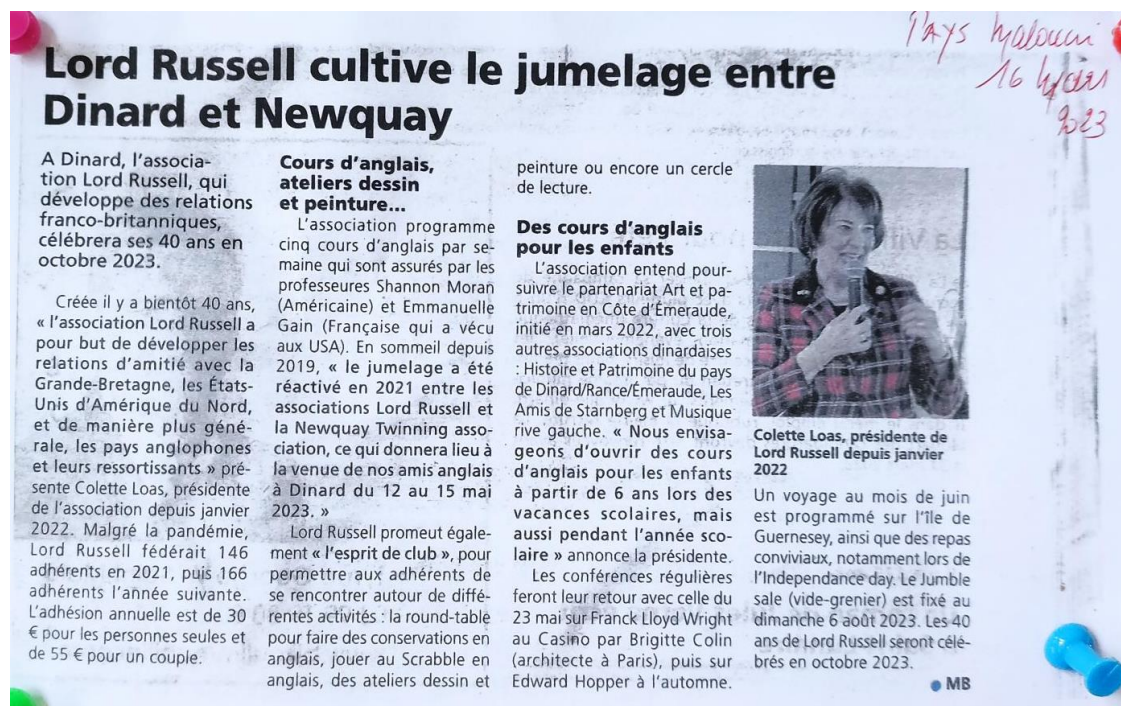 Pays Malouin
16 Mars
2023
Lord Russell cultive le jumelage entre
Dinard et Newquay
A Dinard, l'associa-
tion Lord Russell, qui
développe des relations
franco-britanniques,
célébrera ses 40 ans en
octobre 2023.
Créée il y a bientôt 40 ans,
« l'association Lord Russell a
pour but de développer les
relations d'amitié avec la
Grande-Bretagne, les États-
Unis d'Amérique du Nord,
et de manière plus géné-
rale, les pays anglophones
et leurs ressortissants » pré-
sente Colette Loas, présidente
de l'association depuis janvier
2022. Malgré la pandémie,
Lord Russell fédérait 146
adhérents en 2021, puis 166
adhérents l'année suivante.
L'adhésion annuelle est de 30
€ pour les personnes seules et
de 55 € pour un couple.
Cours d'anglais,
ateliers dessin
et peinture...
L'association programme
cinq cours d'anglais par se-
maine qui sont assurés par les
professeures Shannon Moran
(Américaine) et Emmanuelle
Gain (Française qui a vécu
aux USA). En sommeil depuis
2019, « le jumelage a été
réactivé en 2021 entre les
associations Lord Russell et
la Newquay Twinning asso-
ciation, ce qui donnera lieu à
la venue de nos amis anglais
à Dinard du 12 au 15 mai
2023. »
Lord Russell promeut égale-
ment « l'esprit de club », pour
permettre aux adhérents de
se rencontrer autour de diffé-
rentes activités : la round-table
pour faire des conservations en
anglais, jouer au Scrabble en
anglais, des ateliers dessin et
peinture ou encore un cercle
de lecture.
Des cours d'anglais
pour les enfants
L'association entend pour-
suivre le partenariat Art et pa-
trimoine en Côte d'Émeraude,
initié en mars 2022, avec trois
autres associations dinardaises
: Histoire et Patrimoine du pays
de Dinard/Rance/Émeraude, Les
Amis de Starnberg et Musique
rive gauche. « Nous envisa-
geons d'ouvrir des cours
d'anglais pour les enfants
à partir de 6 ans lors des
vacances scolaires, mais
aussi pendant l'année sco-
laire » annonce la présidente.
Les conférences régulières
feront leur retour avec celle du
23 mai sur Franck Lloyd Wright
au Casino par Brigitte Colin
(architecte à Paris), puis sur
Edward Hopper à l'automne.
Colette Loas, présidente de
Lord Russell depuis janvier
2022
Un voyage au mois de juin
est programmé sur l'île de
Guernesey, ainsi que des repas
conviviaux, notamment lors de
l'Independance day. Le Jumble
sale (vide-grenier) est fixé au
dimanche 6 août 2023. Les 40
ans de Lord Russell seront célé-
brés en octobre 2023.
● MB